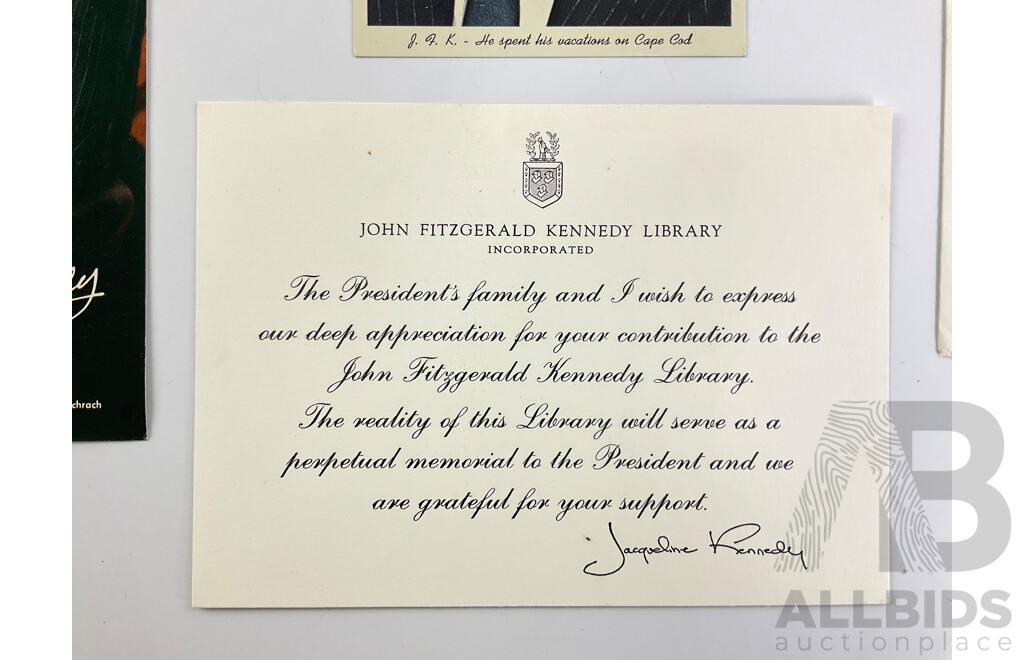 J. F. K. - He spent his vacations on Cape Cod
JOHN FITZGERALD KENNEDY LIBRARY
INCORPORATED
The President's family and I wish to express
our deep appreciation for your contribution to the
John Fitzgerald Kennedy Library.
The reality of this Library will serve as a
perpetual memorial to the President and we
are grateful for your support.
Jacqueline Kennedy
chrach
AB
ALLBIDS
auctionplace